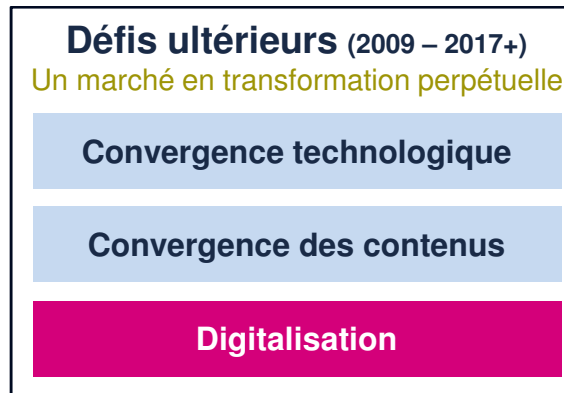 Défis ultérieurs (2009 – 2017+)
Un marché en transformation perpétuelle
Convergence technologique
Convergence des contenus
Digitalisation